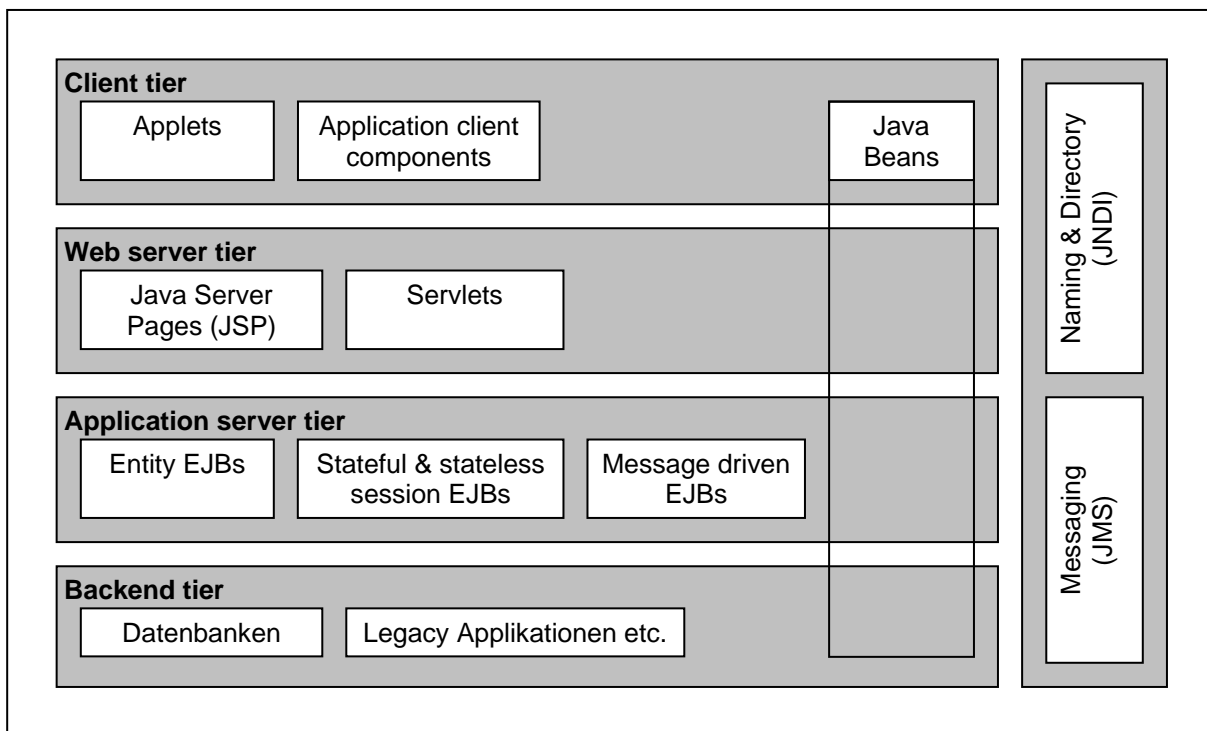 Client tier
Applets
Application client
components
Java
Beans
Web server tier
Java Server
Pages (JSP)
Servlets
Application server tier
Entity EJBs
Stateful & stateless
session EJBs
Message driven
EJBs
Backend tier
Datenbanken
Legacy Applikationen etc.
Naming & Directory
(JNDI)
Messaging
(JMS)